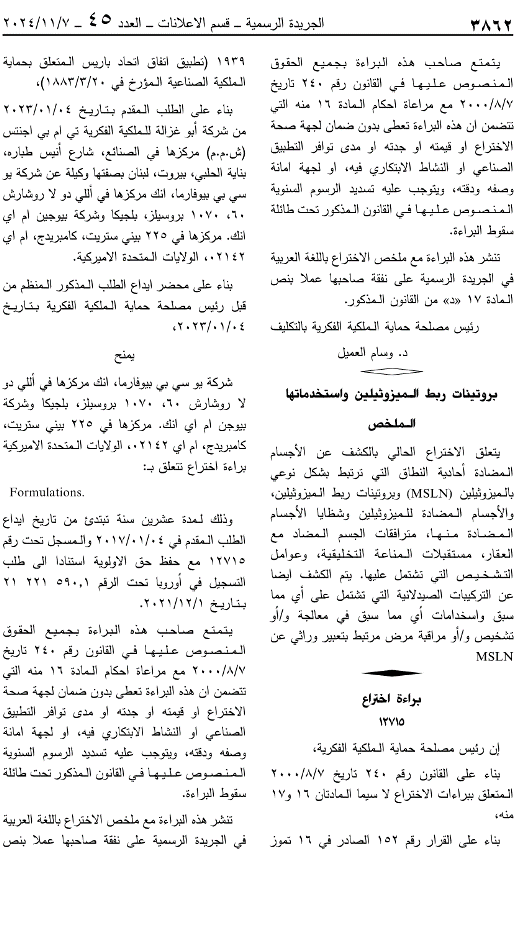 ٣٨٦٢
الجريدة الرسمية ــ قسم الاعلانات ــ العدد ٤٥ ــ ٢٠٢٤/١١/٧
يتمتع صاحب هذه البراءة بجميع الحقوق
المنصوص عليها في القانون رقم ٢٤٠ تاريخ
٢٠٠٠/٨/٧ مع مراعاة احكام المادة ١٦ منه التي
تتضمن ان هذه البراءة تعطى بدون ضمان لجهة صحة
الاختراع او قيمته او جدته او مدى توافر التطبيق
الصناعي او النشاط الابتكاري فيه، او لجهة امانة
وصفه ودقته، ويتوجب عليه تسديد الرسوم السنوية
المنصوص عليها في القانون المذكور تحت طائلة
سقوط البراءة.
تنشر هذه البراءة مع ملخص الاختراع باللغة العربية
في الجريدة الرسمية على نفقة صاحبها عملا بنص
المادة ١٧ «د» من القانون المذكور.
رئيس مصلحة حماية الملكية الفكرية بالتكليف
د. وسام العميل
بروتينات ربط الميزوثيلين واستخدماتها
الملخص
يتعلق الاختراع الحالي بالكشف عن الأجسام
المضادة أحادية النطاق التي ترتبط بشكل نوعي
بالميزوثيلين (MSLN) وبروتينات ربط الميزوثيلين،
والأجسام المضادة للميزوثيلين وشظايا الأجسام
المضادة منها، مترافقات الجسم المضاد مع
العقار، مستقبلات المناعة التخليقية، وعوامل
التشخيص التي تشتمل عليها. يتم الكشف ايضا
عن التركيبات الصيدلانية التي تشتمل على أي مما
سبق واسخدامات أي مما سبق في معالجة و/أو
تشخيص و/أو مراقبة مرض مرتبط بتعبير وراثي عن
MSLN
براءة اختراع
١٢٧١٥
إن رئيس مصلحة حماية الملكية الفكرية،
بناء على القانون رقم ٢٤٠ تاريخ ٢٠٠٠/٨/٧
المتعلق ببراءات الاختراع لا سيما المادتان ١٦ و١٧
منه،
بناء على القرار رقم ١٥٢ الصادر في ١٦ تموز
١٩٣٩ (تطبيق اتفاق اتحاد باريس المتعلق بحماية
الملكية الصناعية المؤرخ في ١٨٨٣/٣/٢٠)،
بناء على الطلب المقدم بتاريخ ٢٠٢٣/٠١/٠٤
من شركة أبو غزالة للملكية الفكرية تي ام بي اجنتس
(ش.م.م) مركزها في الصنائع، شارع أنيس طباره،
بناية الحلبي، بيروت، لبنان بصفتها وكيلة عن شركة يو
سي بي بيوفارما، انك مركزها في أللي دو لا روشارش
٦٠، ١٠٧٠ بروسيلز، بلجيكا وشركة بيوجين ام اي
انك. مركزها في ٢٢٥ بيني ستريت، كامبريدج، ام اي
٠٢١٤٢، الولايات المتحدة الاميركية.
بناء على محضر ايداع الطلب المذكور المنظم من
قبل رئيس مصلحة حماية الملكية الفكرية بتاريخ
٢٠٢٣/٠١/٠٤،
يمنح
شركة يو سي بي بيوفارما، انك مركزها في أللي دو
لا روشارش ٦٠، ١٠٧٠ بروسيلز، بلجيكا وشركة
بيوجن ام اي انك. مركزها في ٢٢٥ بيني ستريت،
كامبريدج، ام اي ٠٢١٤٢، الولايات المتحدة الاميركية
براءة اختراع تتعلق بـ:
Formulations.
وذلك لمدة عشرين سنة تبتدئ من تاريخ ايداع
الطلب المقدم في ٢٠١٧/٠١/٠٤ والمسجل تحت رقم
١٢٧١٥ مع حفظ حق الاولوية استنادا الى طلب
التسجيل في أوروبا تحت الرقم ٥٩٠,١ ٢٢١ ٢١
بتاريخ ٢٠٢١/١٢/١.
يتمتع صاحب هذه البراءة بجميع الحقوق
المنصوص عليها في القانون رقم ٢٤٠ تاريخ
٢٠٠٠/٨/٧ مع مراعاة احكام المادة ١٦ منه التي
تتضمن ان هذه البراءة تعطى بدون ضمان لجهة صحة
الاختراع او قيمته او جدته او مدى توافر التطبيق
الصناعي او النشاط الابتكاري فيه، او لجهة امانة
وصفه ودقته، ويتوجب عليه تسديد الرسوم السنوية
المنصوص عليها في القانون المذكور تحت طائلة
سقوط البراءة.
تنشر هذه البراءة مع ملخص الاختراع باللغة العربية
في الجريدة الرسمية على نفقة صاحبها عملا بنص